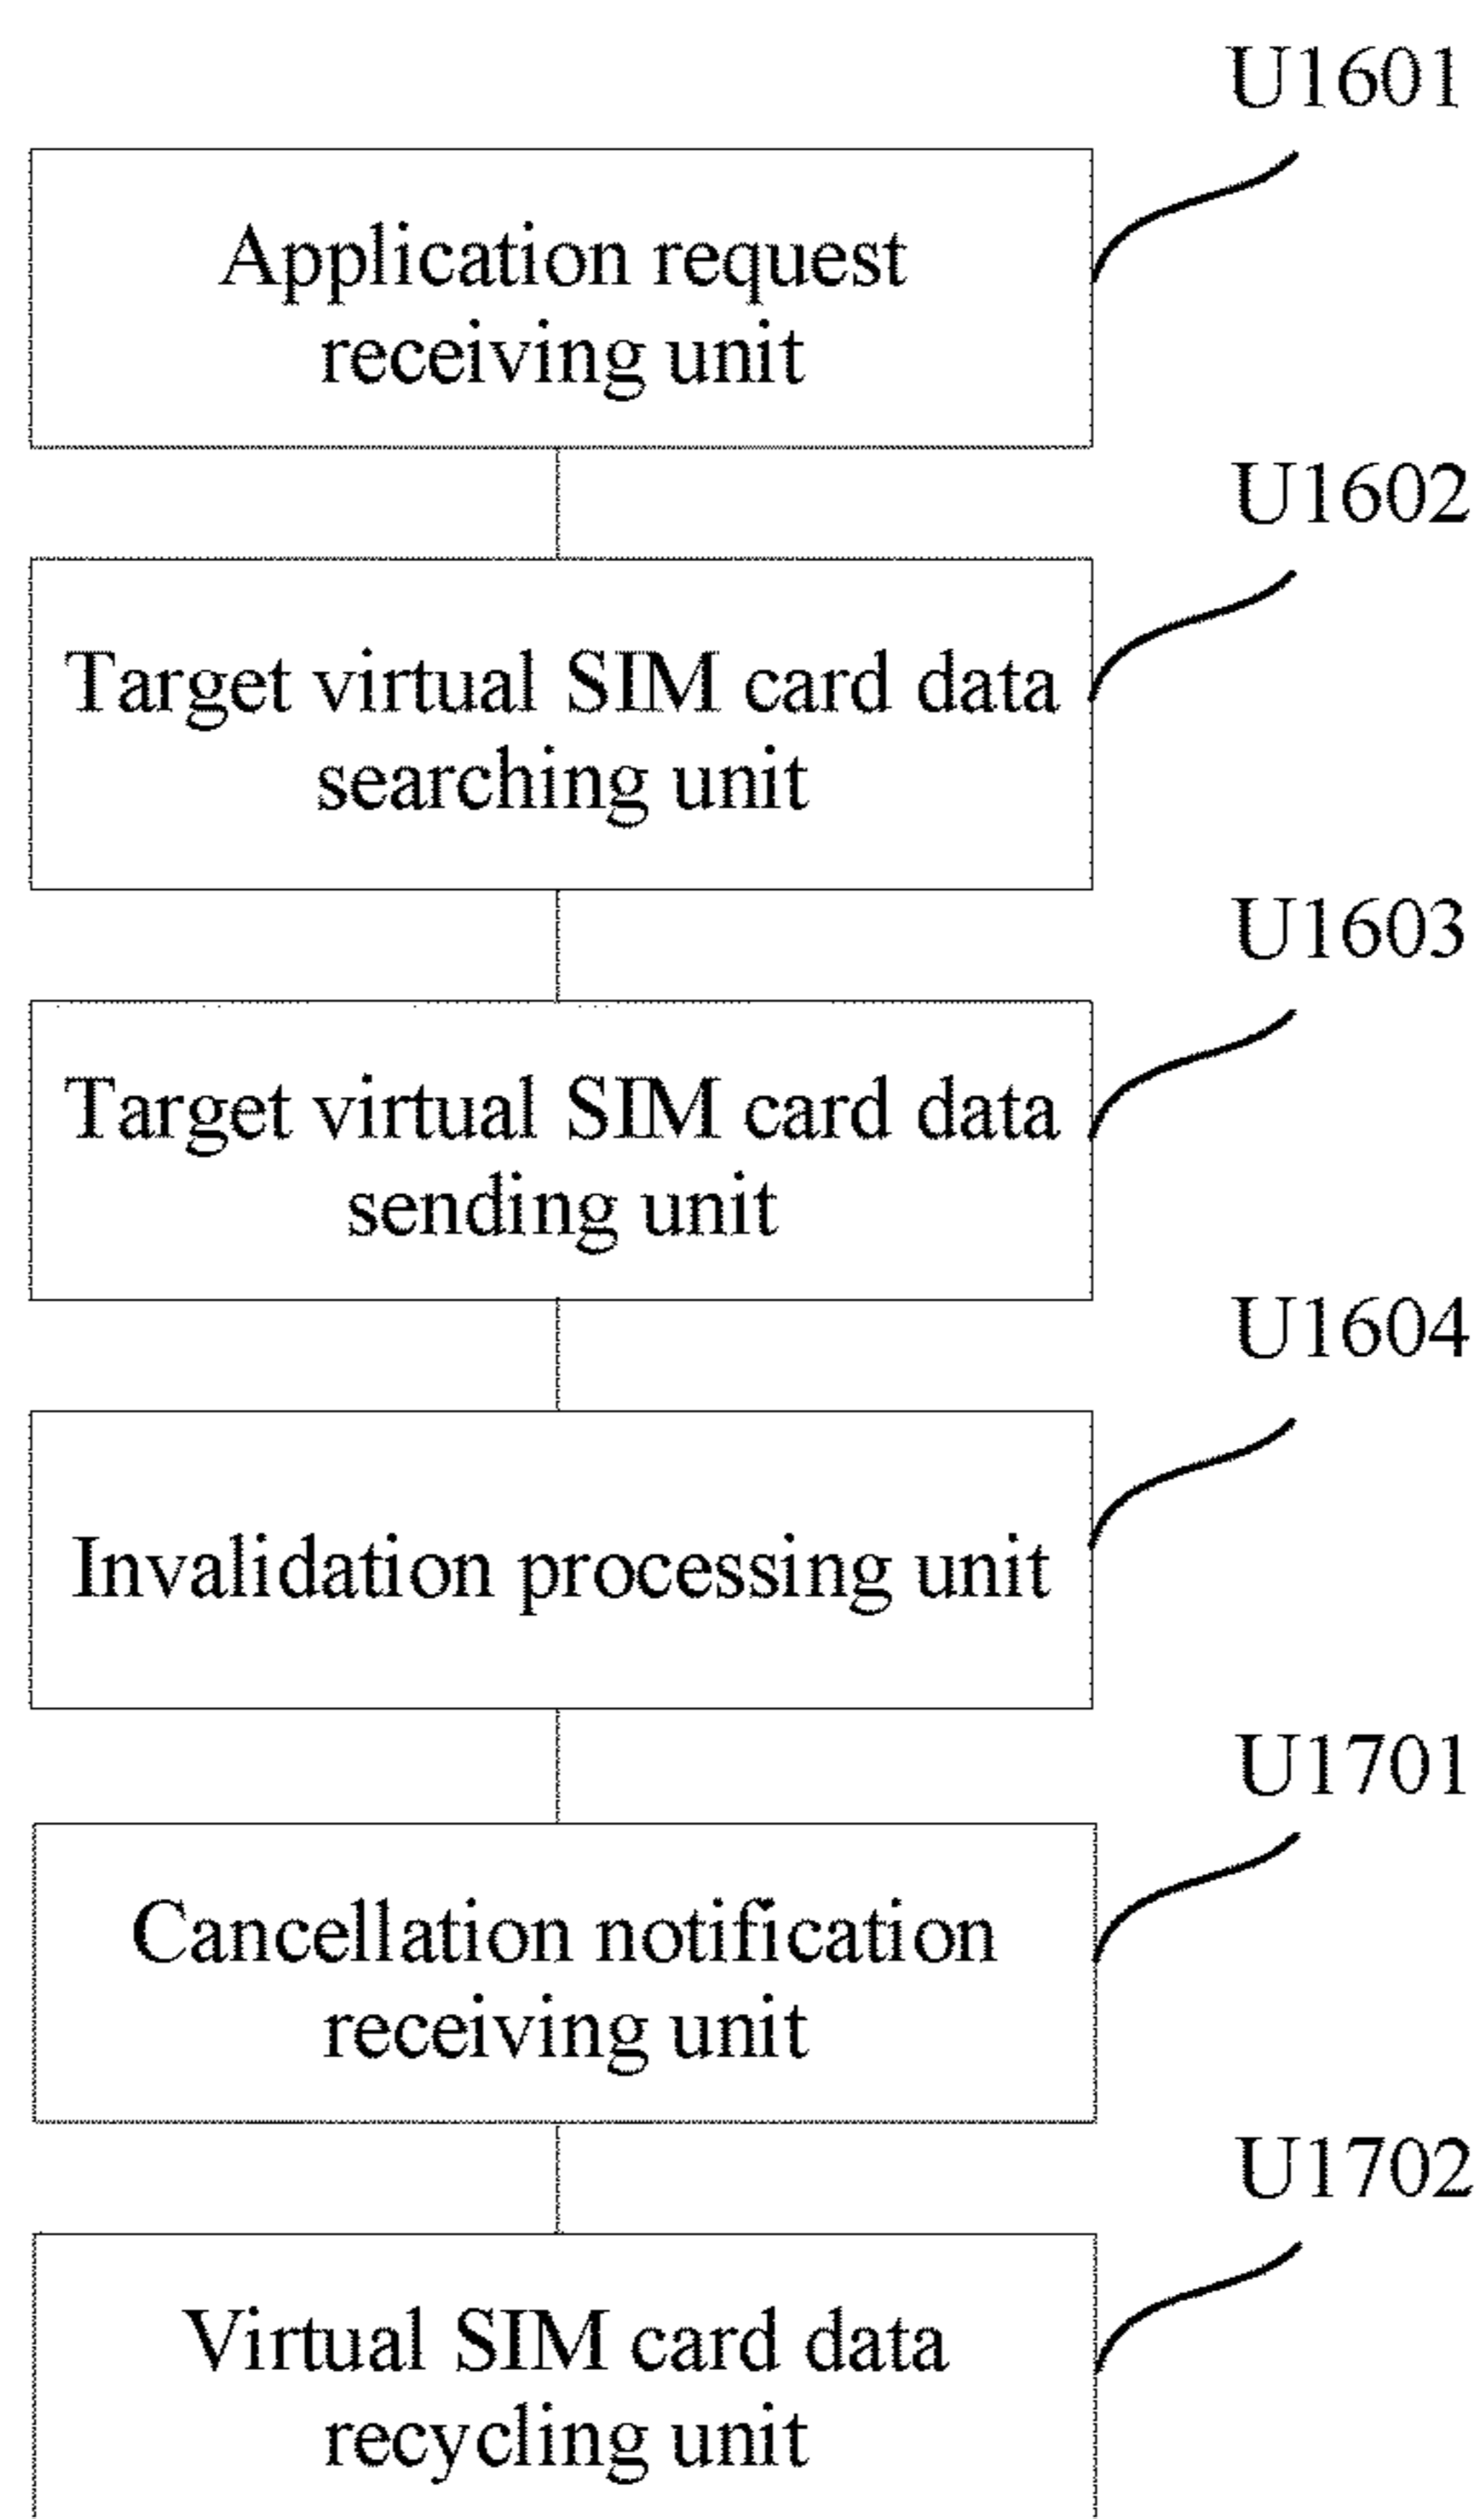 U1601
Application request
receiving unit
U1602
Target virtual SIM card data
searching unit
U1603
Target virtual SIM card data
sending unit
U1604
Invalidation processing unit
U1701
Cancellation notification
receiving unit
U1702
Virtual SIM card data
recycling unit